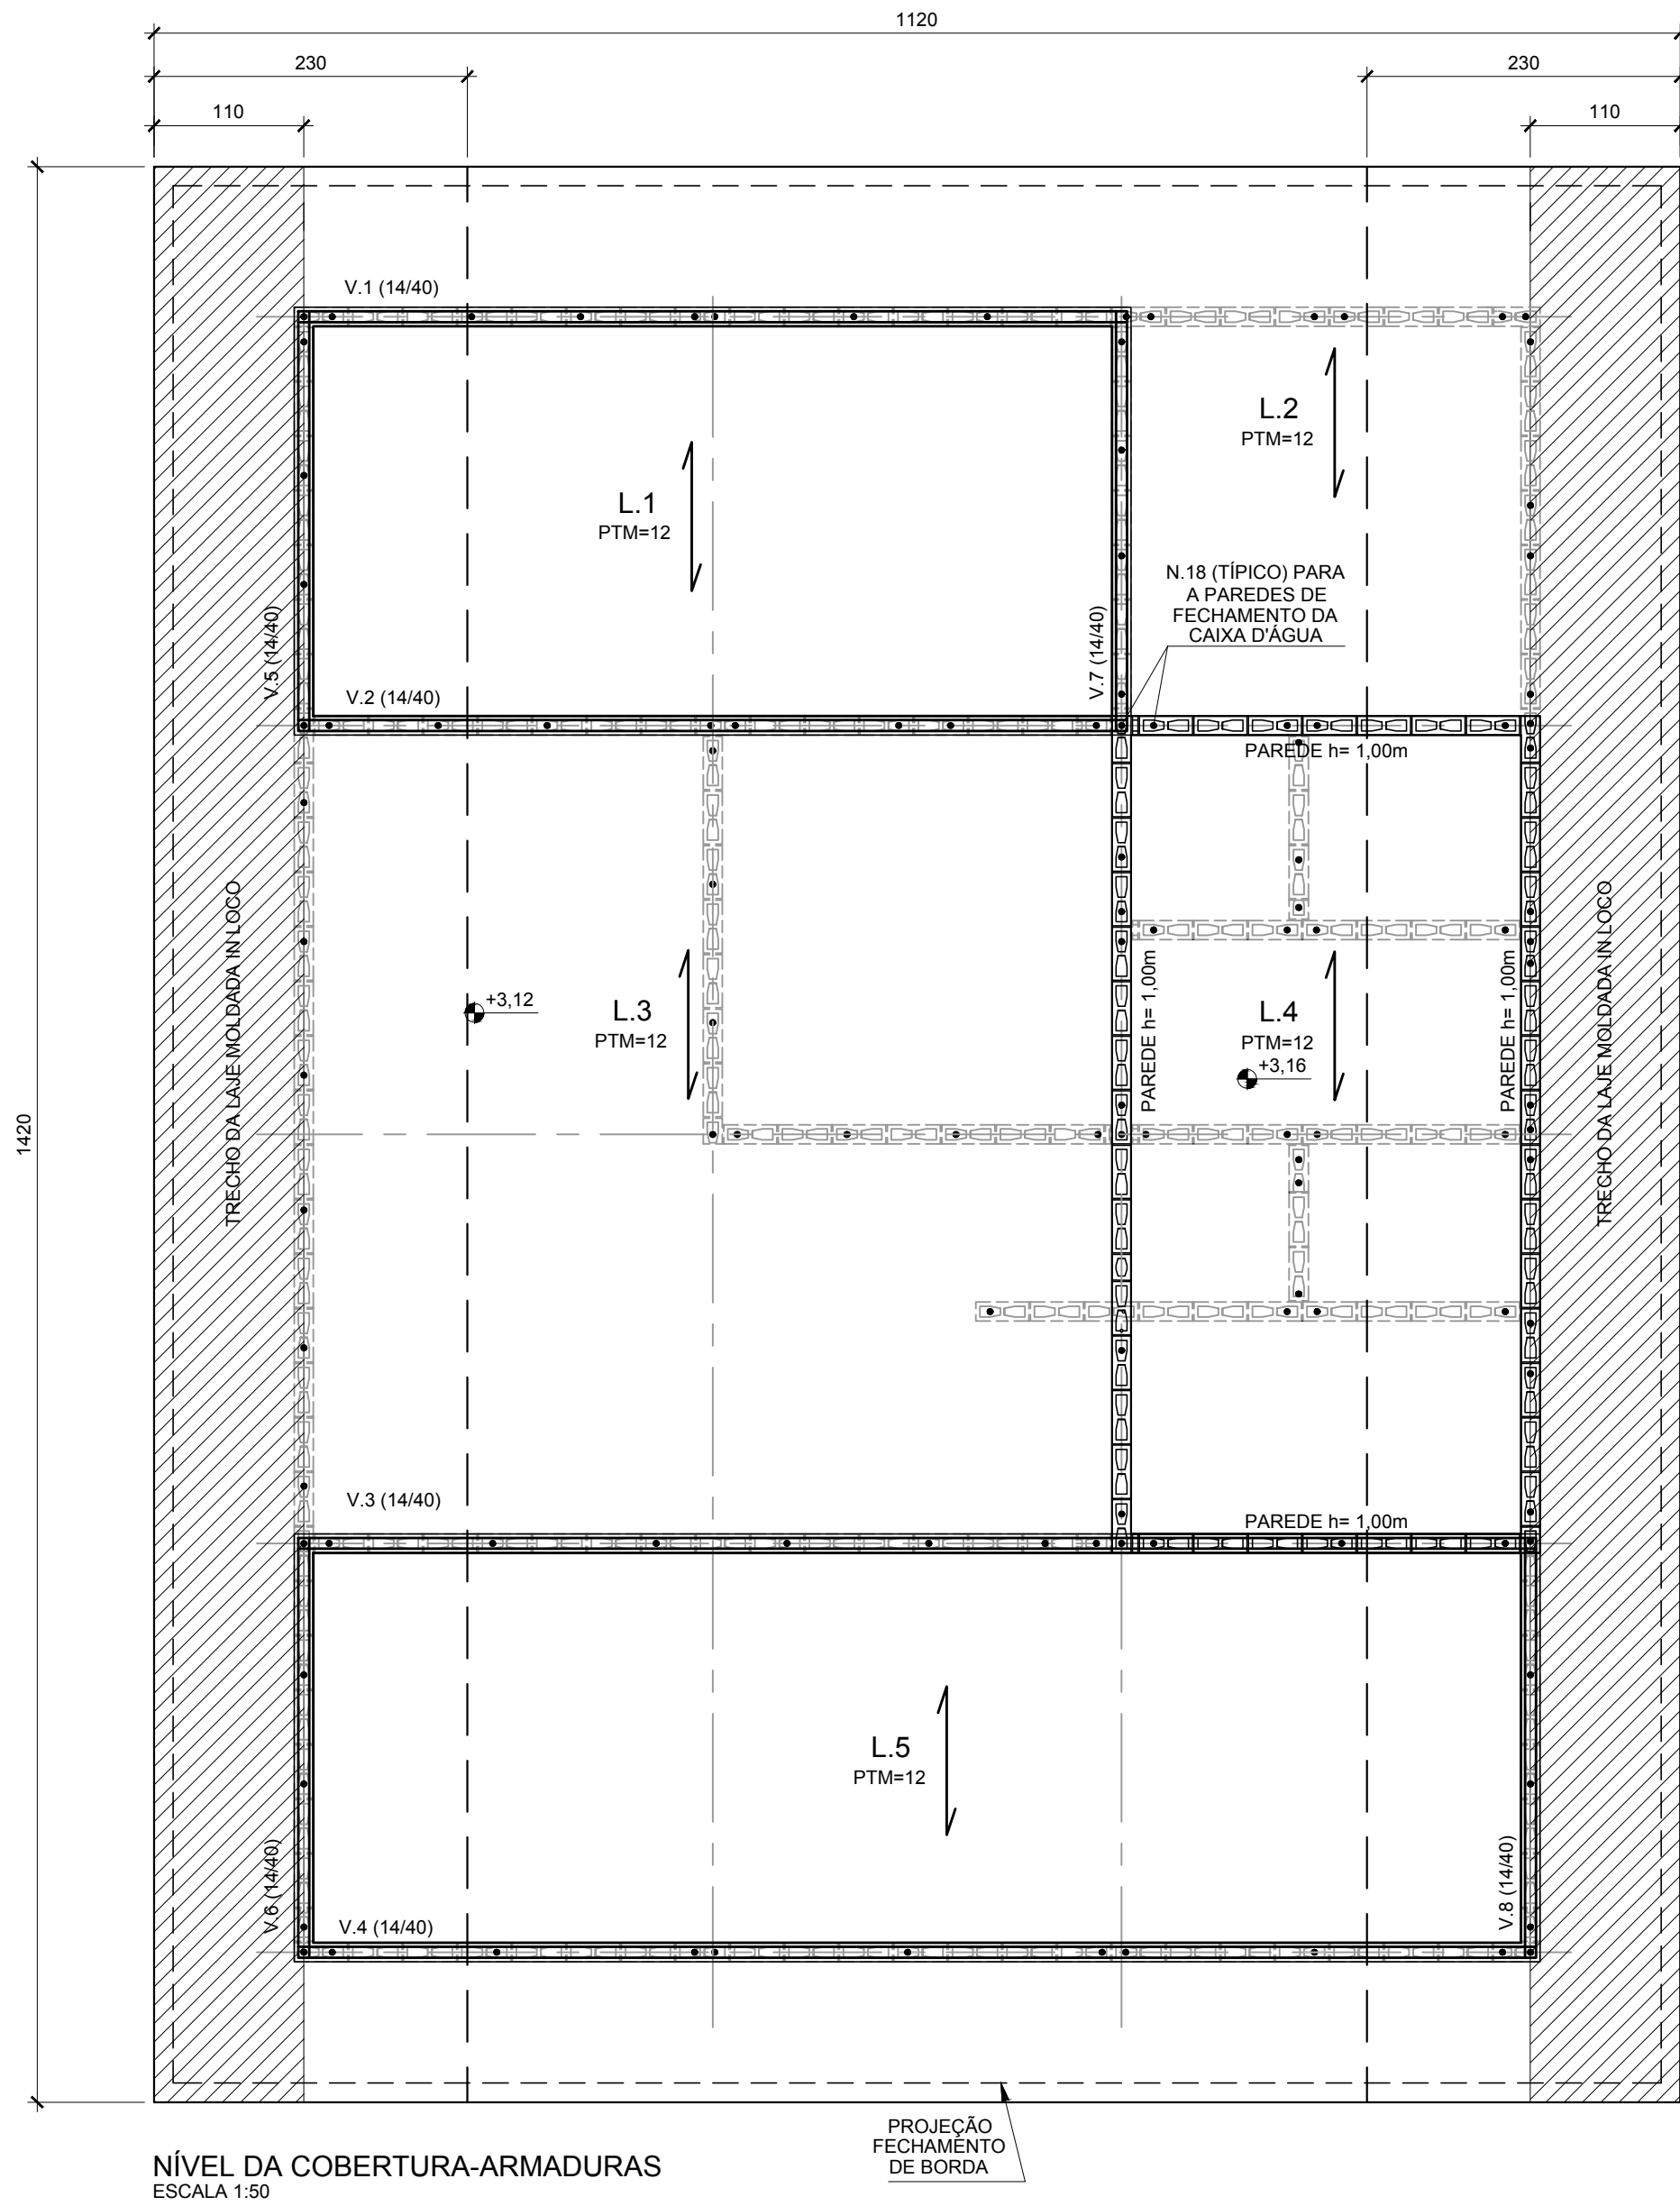 1120
230
230
110
110
V.1 (14/40)
L.2
PTM=12
L.1
PTM=12
N.18 (TÍPICO) PARA
A PAREDES DE
FECHAMENTO DA
CAIXA D'ÁGUA
V.5 (14/40)
V.7 (14/40)
V.2 (14/40)
PAREDE h= 1,00m
TRECHO DA LAJE MOLDADA IN LOCO
+3,12
L.3
PTM=12
PAREDE h= 1,00m
L.4
PTM=12
+3,16
PAREDE h= 1,00m
TRECHO DA LAJE MOLDADA IN LOCO
1420
V.3 (14/40)
PAREDE h= 1,00m
L.5
PTM=12
V.6 (14/40)
V.8 (14/40)
V.4 (14/40)
PROJEÇÃO
FECHAMENTO
DE BORDA
NÍVEL DA COBERTURA-ARMADURAS
ESCALA 1:50